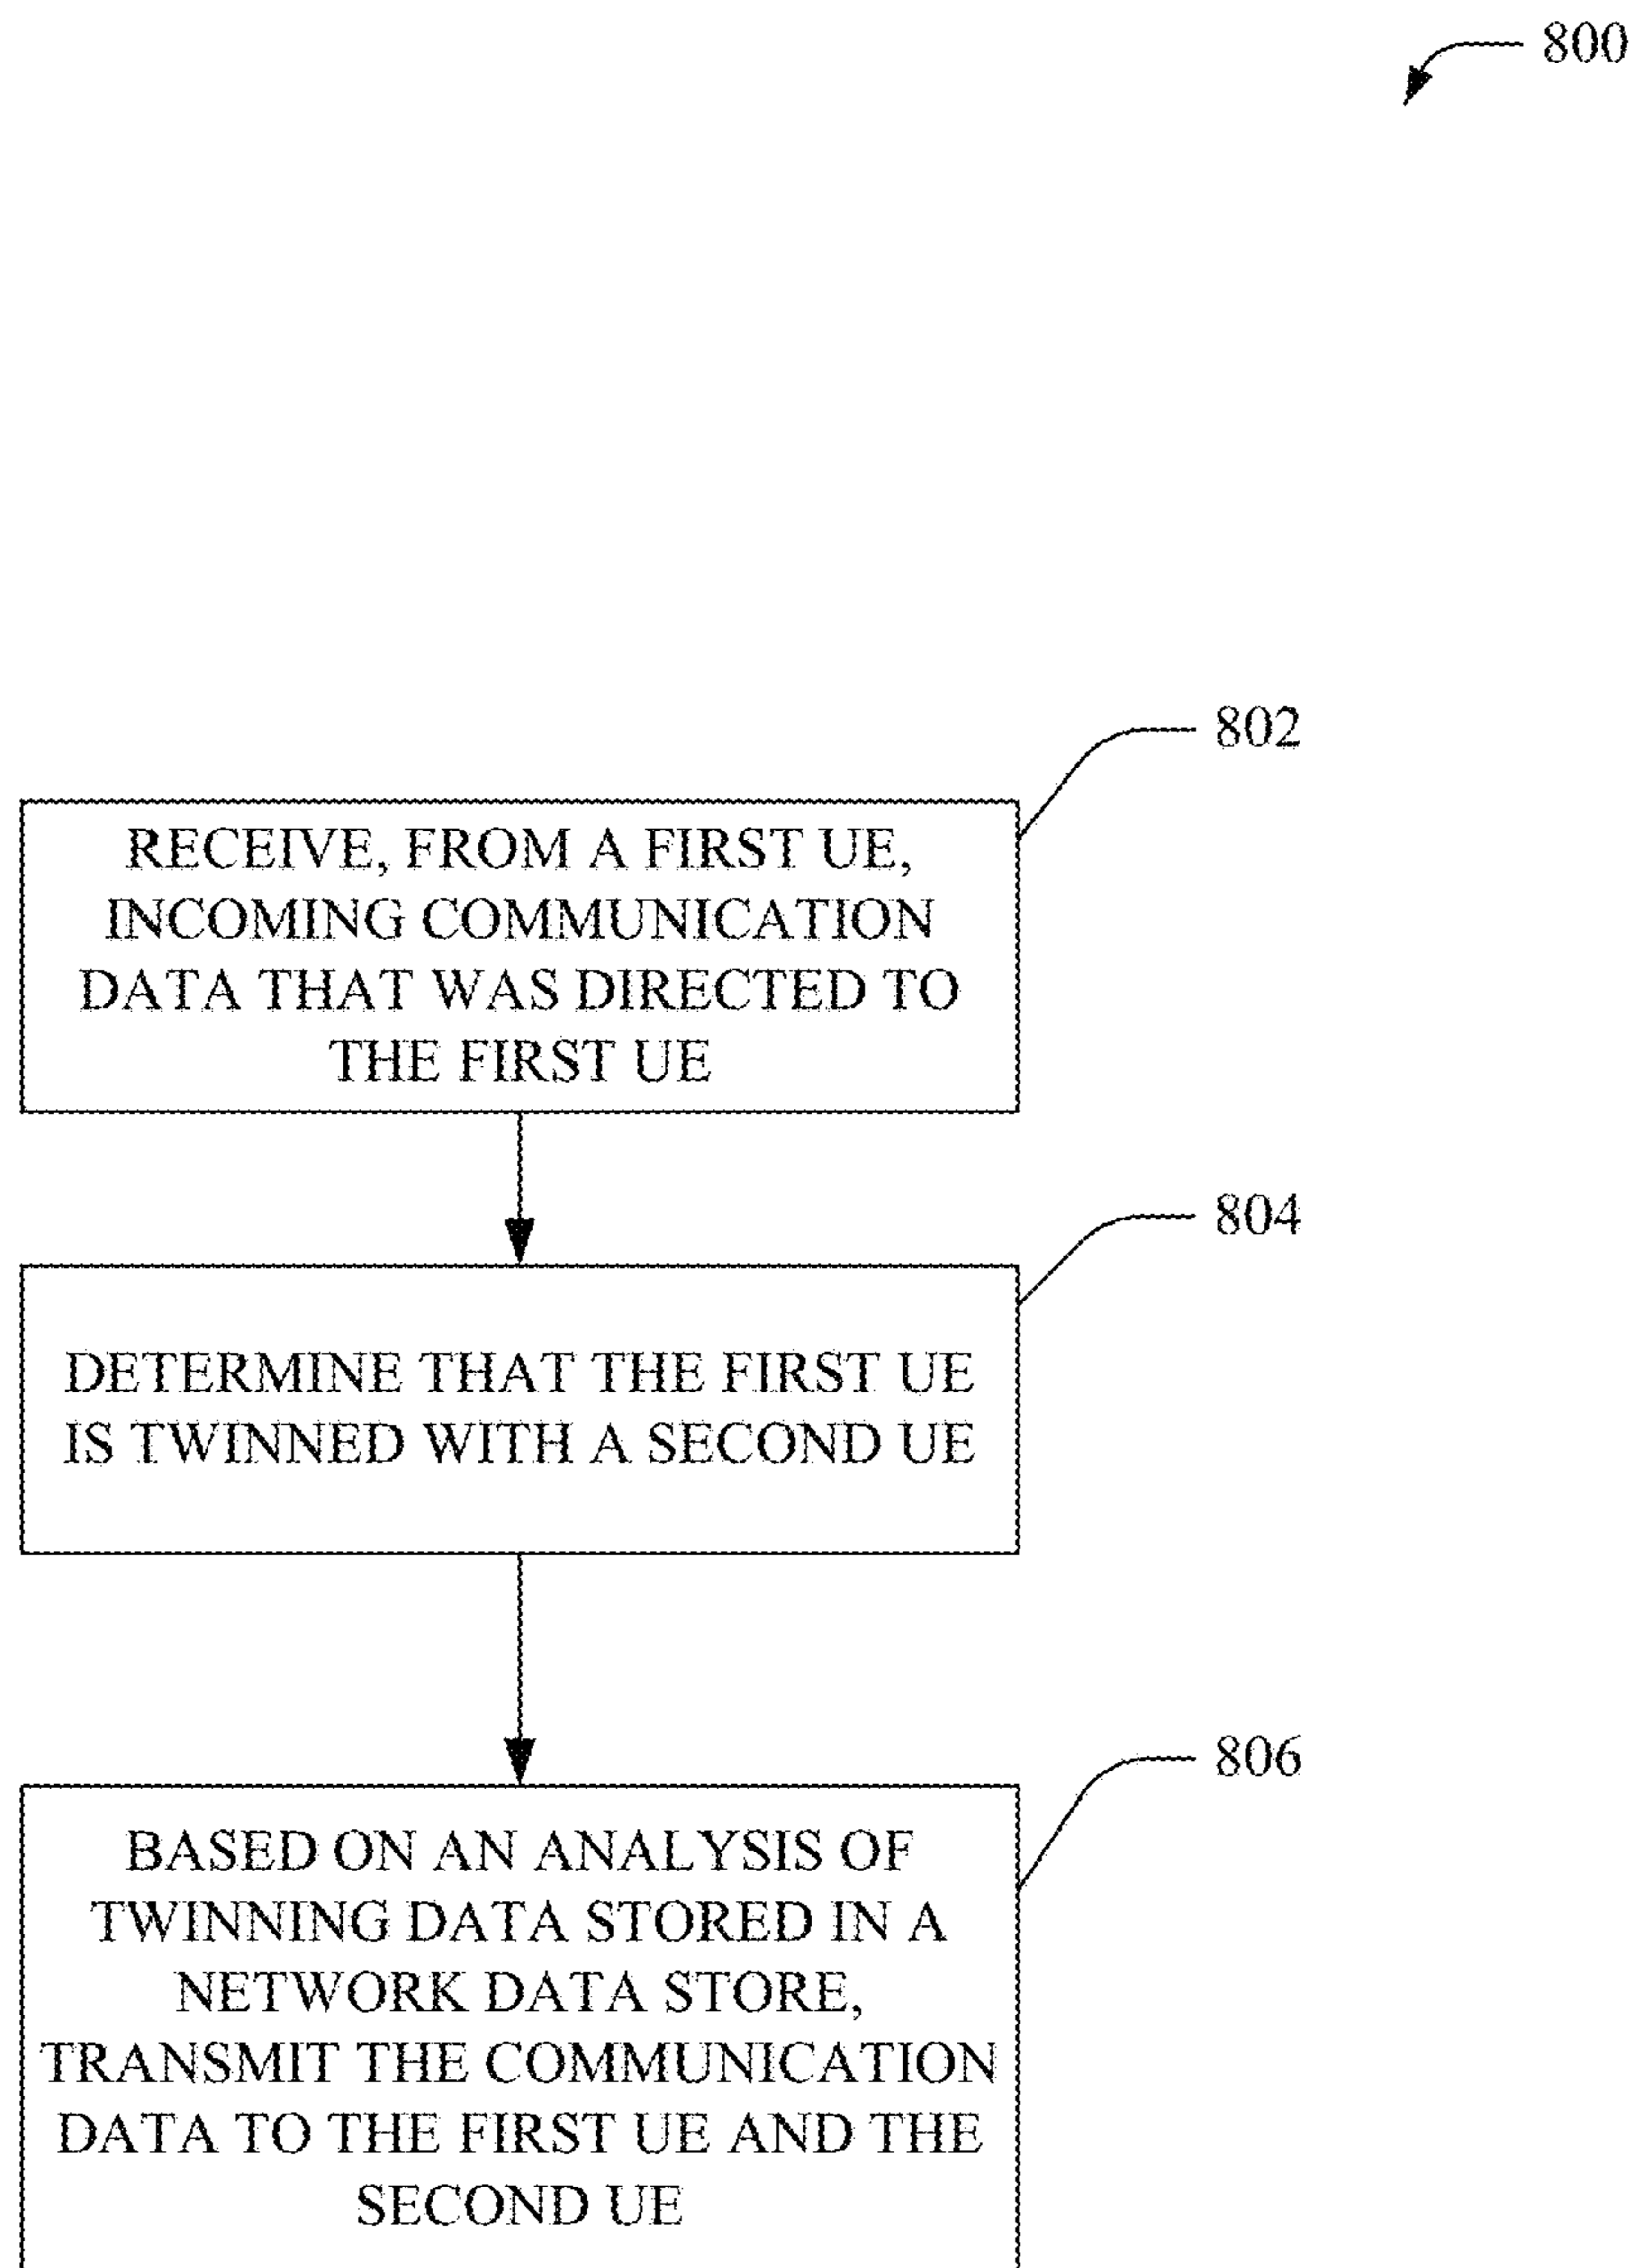 800
802
RECEIVE, FROM A FIRST UE,
INCOMING COMMUNICATION
DATA THAT WAS DIRECTED TO
THE FIRST UE
804
DETERMINE THAT THE FIRST UE
IS TWINNED WITH A SECOND UE
806
BASED ON AN ANALYSIS OF
TWINNING DATA STORED IN A
NETWORK DATA STORE,
TRANSMIT THE COMMUNICATION
DATA TO THE FIRST UE AND THE
SECOND UE